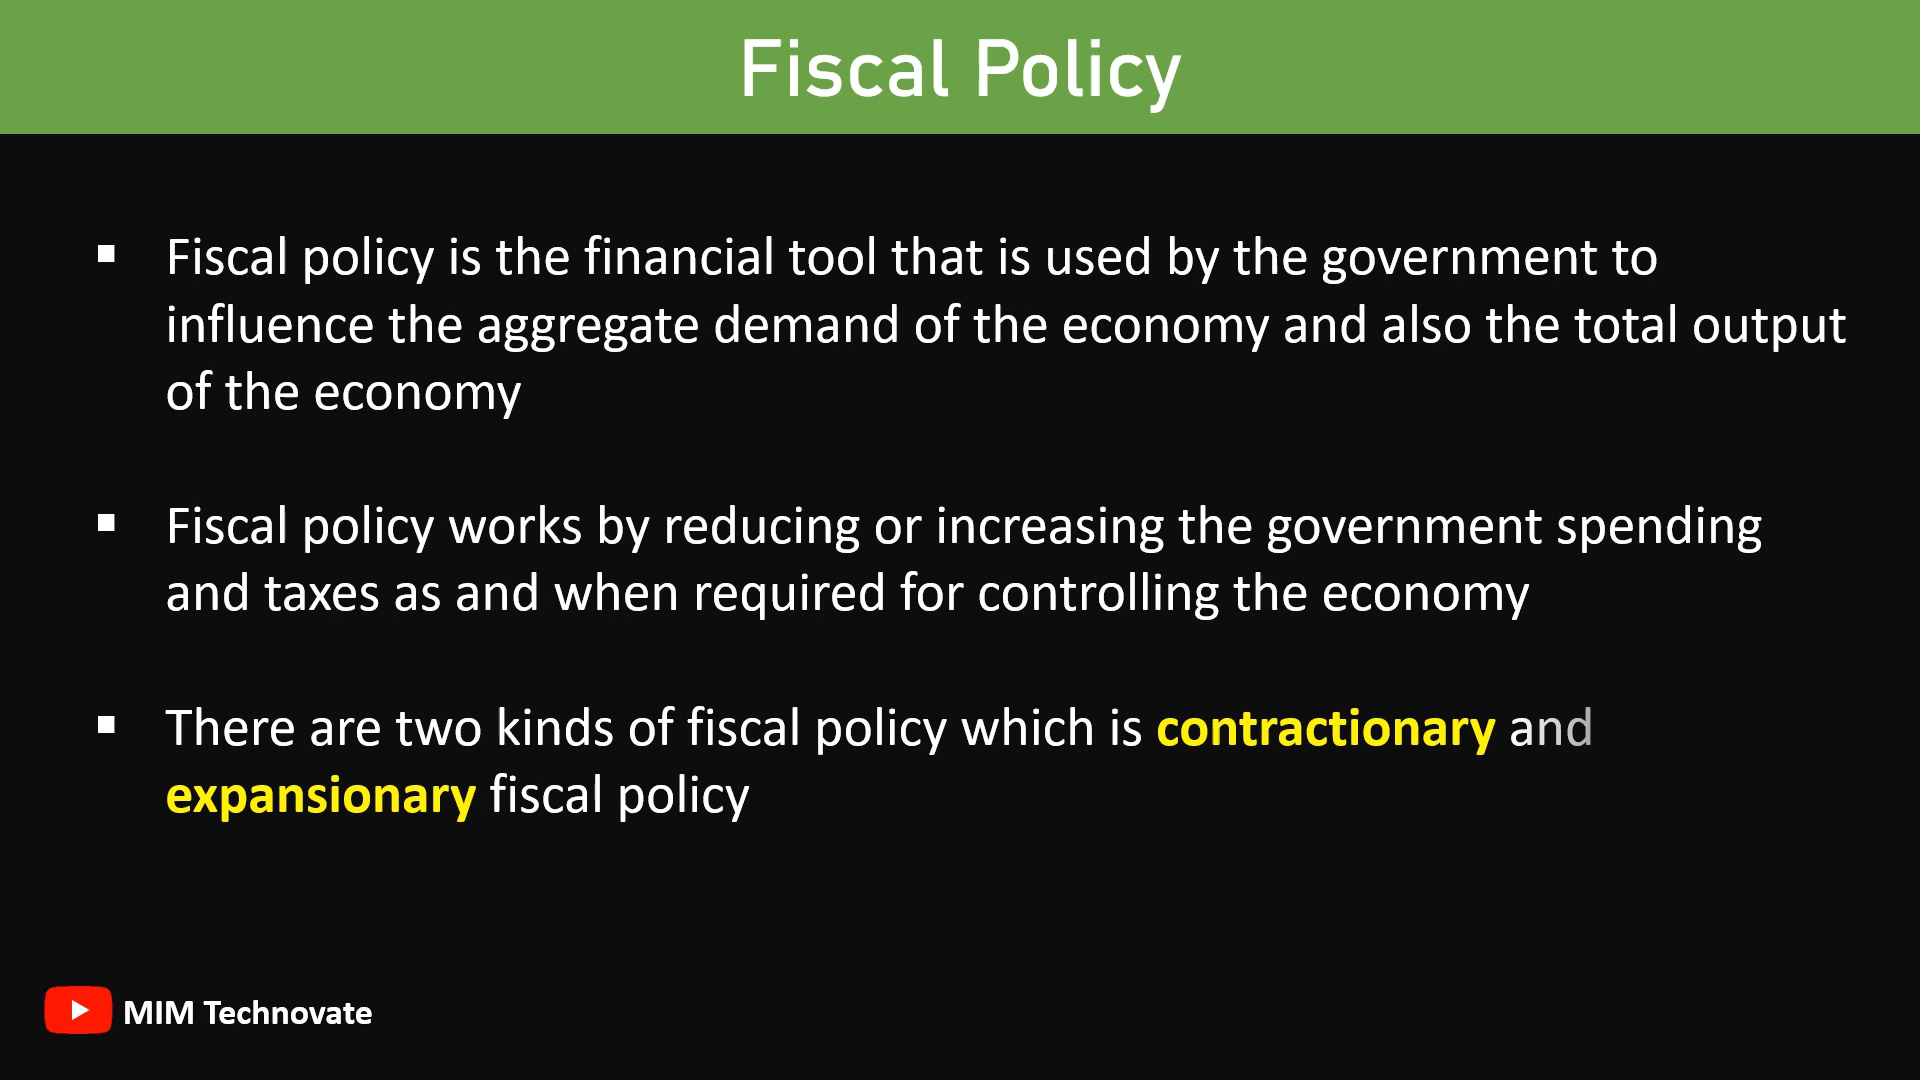 Fiscal Policy
▪ Fiscal policy is the financial tool that is used by the government to
influence the aggregate demand of the economy and also the total output
of the economy
▪ Fiscal policy works by reducing or increasing the government spending
and taxes as and when required for controlling the economy
▪ There are two kinds of fiscal policy which is contractionary and
expansionary fiscal policy
MIM Technovate